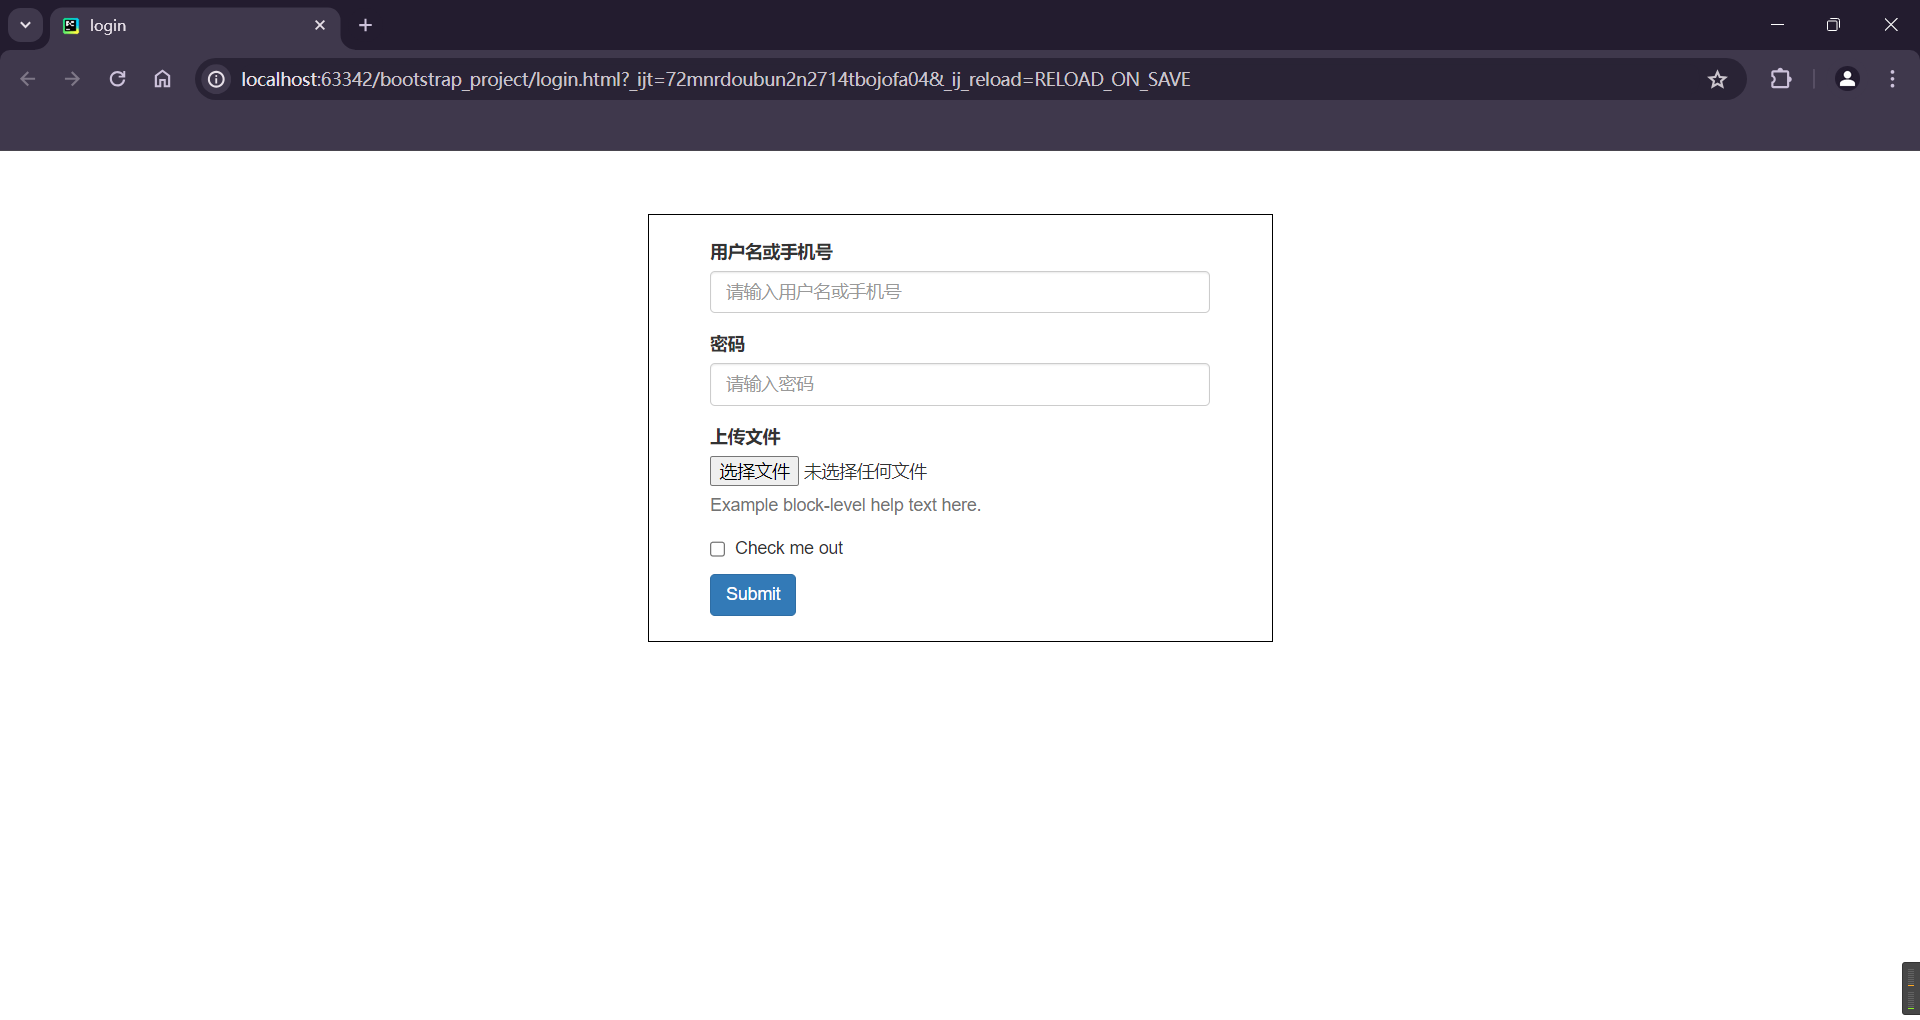 login
localhost:63342/bootstrap_project/login.html?_ijt=72mnrdoubun2n2714tbojofa04&_ij_reload=RELOAD_ON_SAVE
用户名或手机号
请输入用户名或手机号
密码
请输入密码
上传文件
选择文件 未选择任何文件
Example block-level help text here.
Check me out
Submit